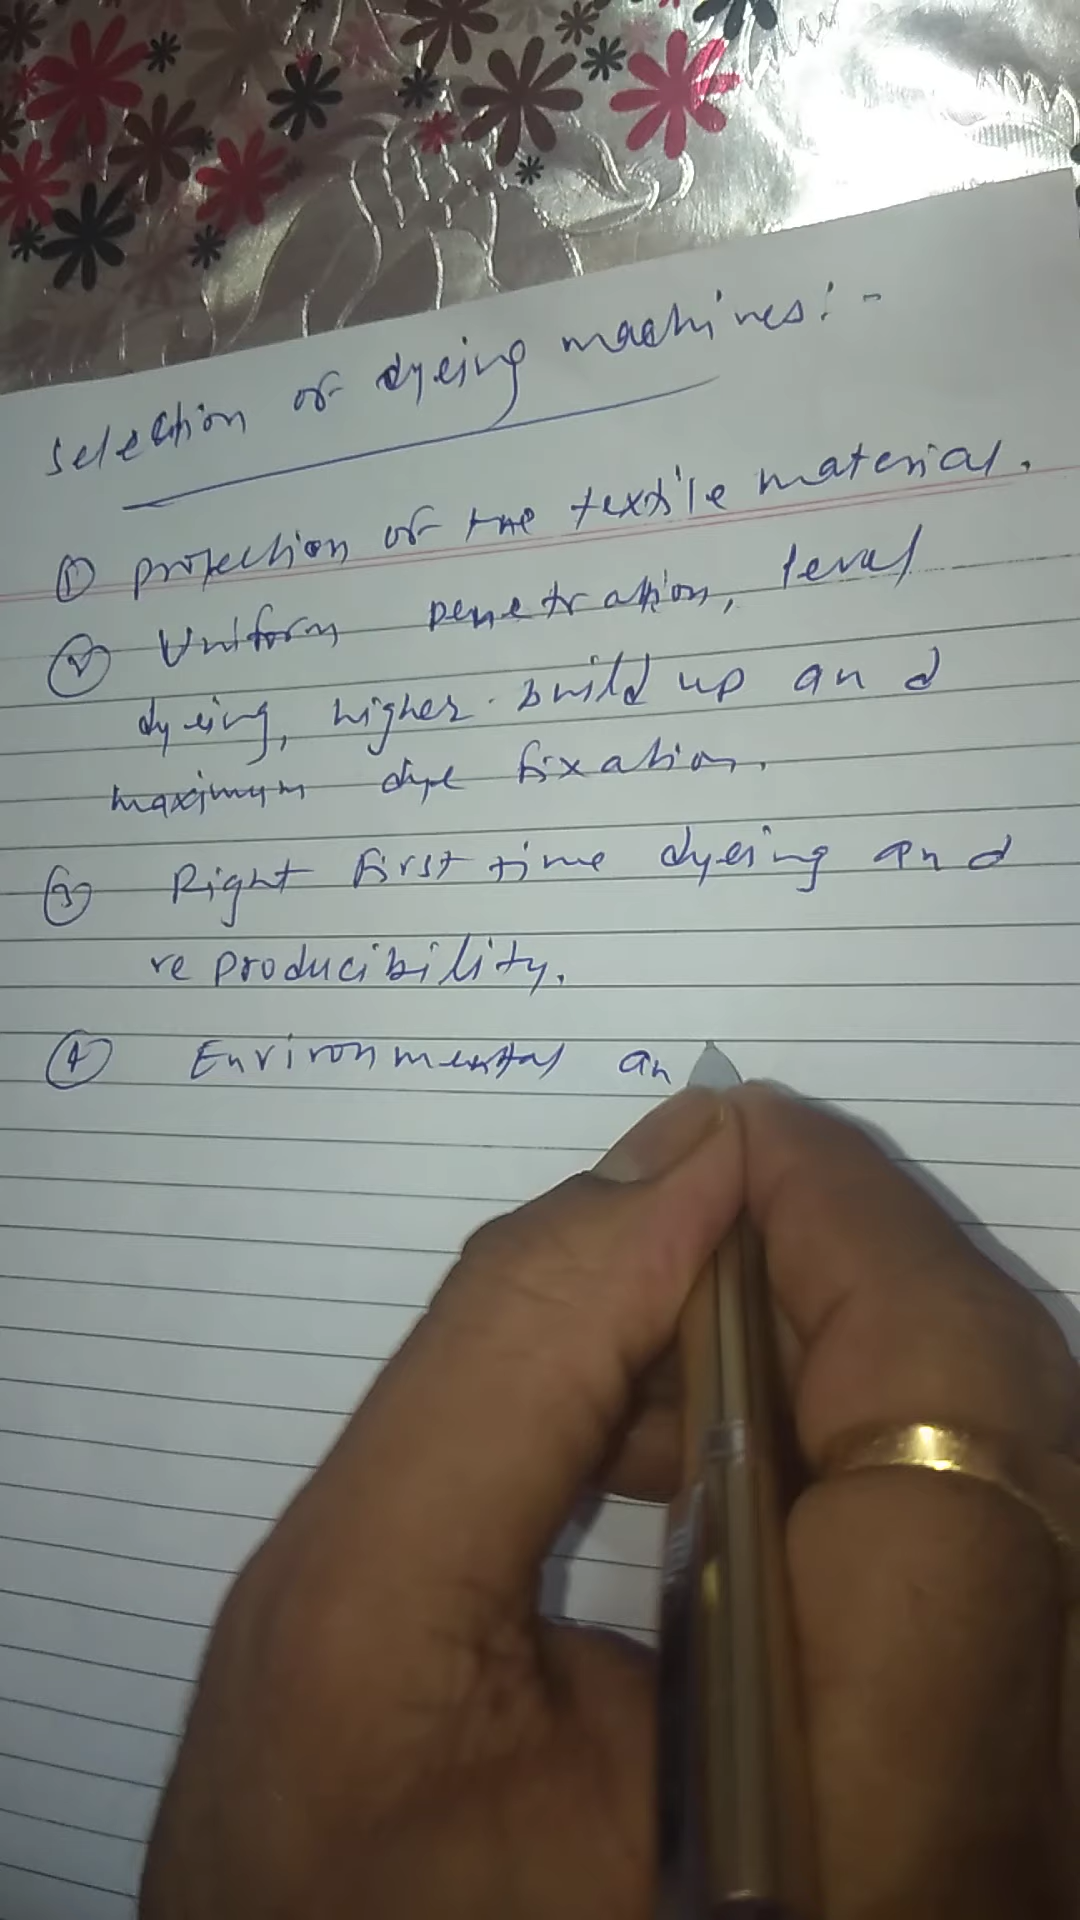 Selection of dyeing machines:-
① protection of the textile material.
② Uniform penetration, leval
dyeing, higher build up and
maximum dye fixation.
③ Right first time dyeing and
reproducibility.
④ Environmental an